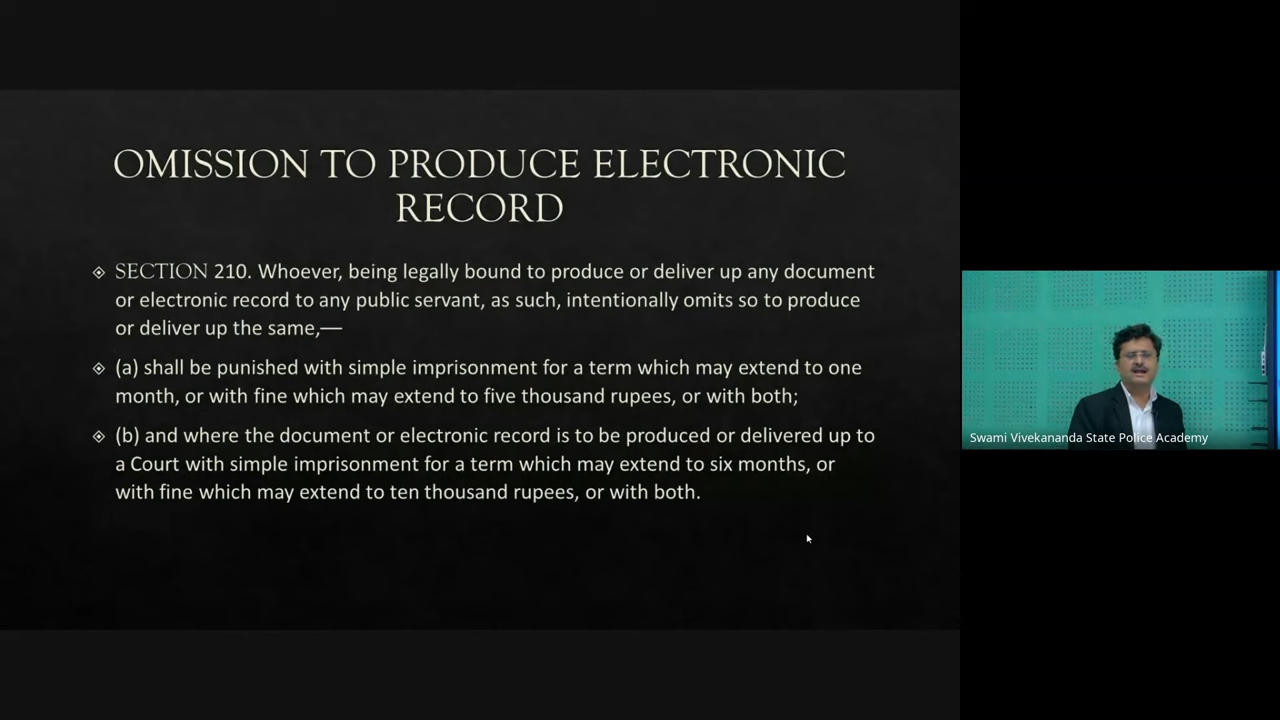 OMISSION TO PRODUCE ELECTRONIC
RECORD
SECTION 210. Whoever, being legally bound to produce or deliver up any document
or electronic record to any public servant, as such, intentionally omits so to produce
or deliver up the same,—
(a) shall be punished with simple imprisonment for a term which may extend to one
month, or with fine which may extend to five thousand rupees, or with both;
(b) and where the document or electronic record is to be produced or delivered up to
a Court with simple imprisonment for a term which may extend to six months, or
with fine which may extend to ten thousand rupees, or with both.
Swami Vivekananda State Police Academy